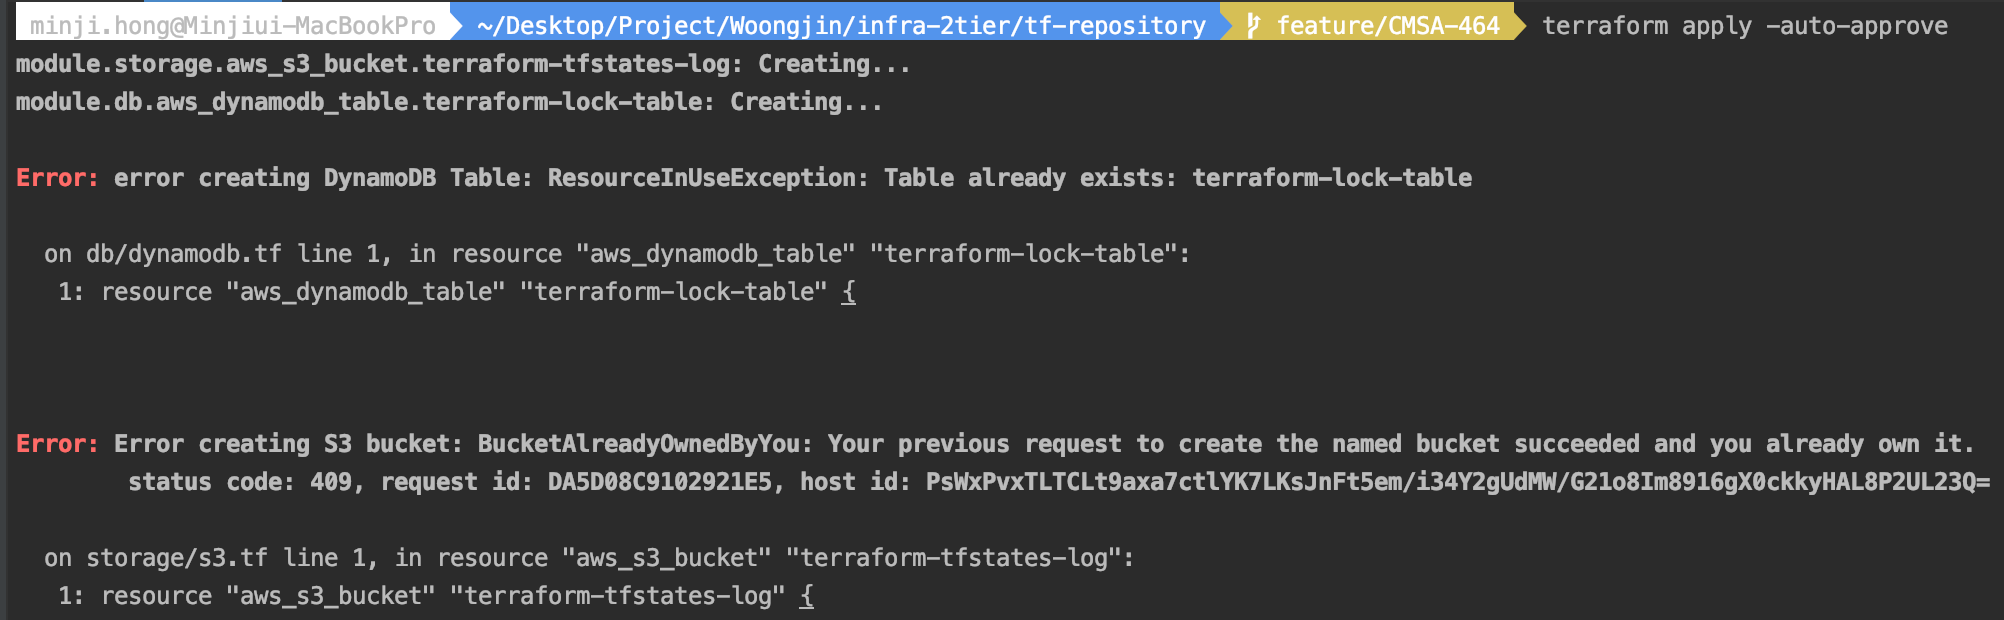 minji.hong@Minjiui-MacBookPro ~/Desktop/Project/Woongjin/infra-2tier/tf-repository feature/CMSA-464 terraform apply -auto-approve
module.storage.aws_s3_bucket.terraform-tfstates-log: Creating...
module.db.aws_dynamodb_table.terraform-lock-table: Creating...
Error: error creating DynamoDB Table: ResourceInUseException: Table already exists: terraform-lock-table
on db/dynamodb.tf line 1, in resource "aws_dynamodb_table" "terraform-lock-table":
1: resource "aws_dynamodb_table" "terraform-lock-table" {
Error: Error creating S3 bucket: BucketAlreadyOwnedByYou: Your previous request to create the named bucket succeeded and you already own it.
status code: 409, request id: DA5D08C9102921E5, host id: PsWxPvxTLTCLt9axa7ctlYK7LKsJnFt5em/i34Y2gUdMW/G21o8Im8916gX0ckkyHAL8P2UL23Q=
on storage/s3.tf line 1, in resource "aws_s3_bucket" "terraform-tfstates-log":
1: resource "aws_s3_bucket" "terraform-tfstates-log" {